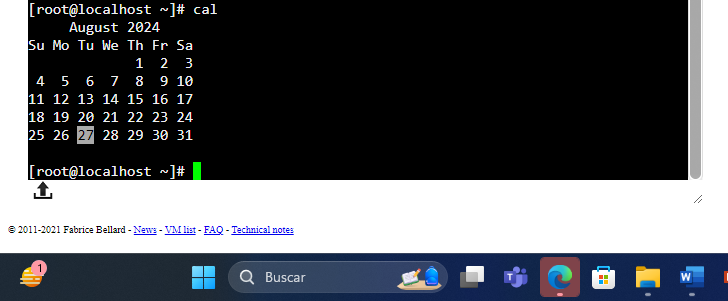 [root@localhost ~]# cal
     August 2024
Su Mo Tu We Th Fr Sa
             1  2  3
 4  5  6  7  8  9 10
11 12 13 14 15 16 17
18 19 20 21 22 23 24
25 26 27 28 29 30 31
[root@localhost ~]#
© 2011-2021 Fabrice Bellard - News - VM list - FAQ - Technical notes
1
Buscar
T
W